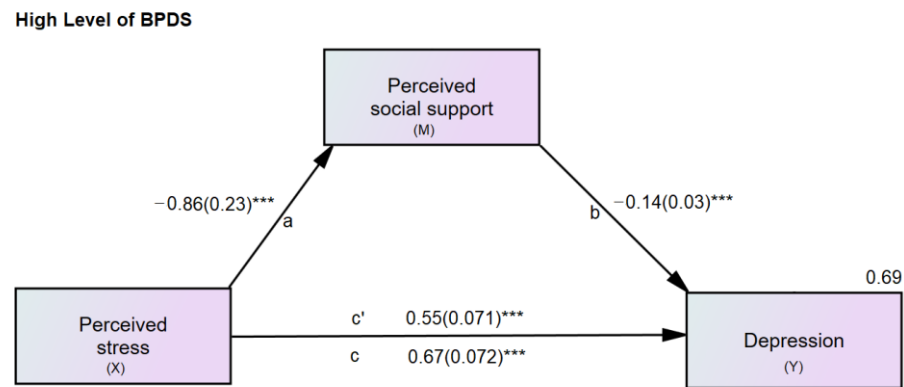 High Level of BPDS
Perceived
social support
(M)
−0.86(0.23)***
a
b
−0.14(0.03)***
0.69
Perceived
stress
(X)
c' 0.55(0.071)***
c 0.67(0.072)***
Depression
(Y)